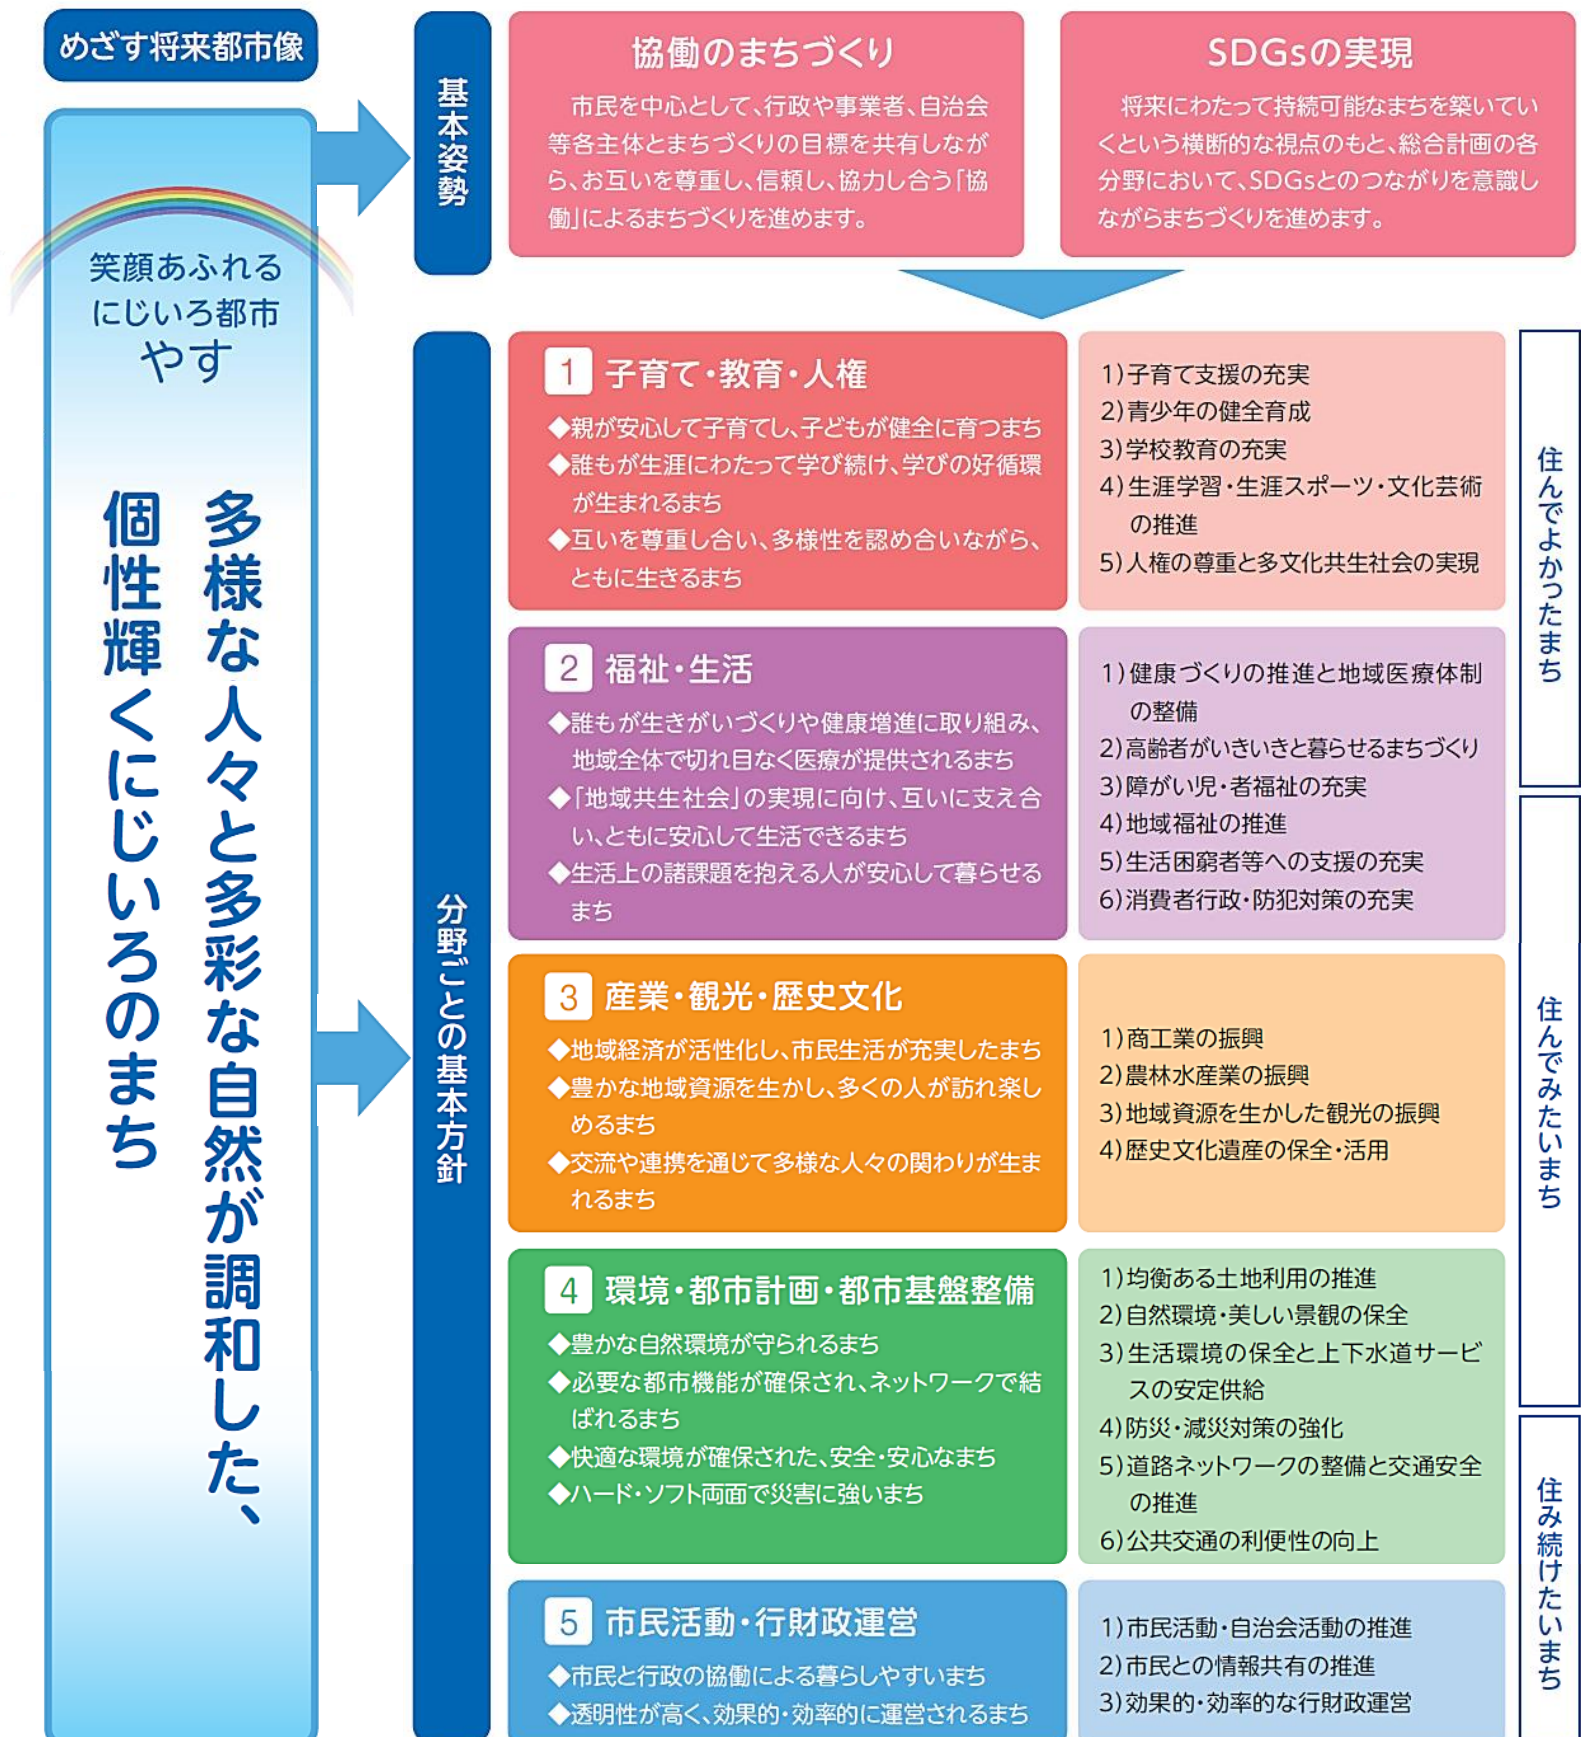 めざす将来都市像
笑顔あふれる
にじいろ都市
やす
多様な人々と多彩な自然が調和した、
個性輝くにじいろのまち
基本姿勢
協働のまちづくり
市民を中心として、行政や事業者、自治会
等各主体とまちづくりの目標を共有しなが
ら、お互いを尊重し、信頼し、協力し合う「協
働」によるまちづくりを進めます。
SDGsの実現
将来にわたって持続可能なまちを築いてい
くという横断的な視点のもと、総合計画の各
分野において、SDGsとのつながりを意識し
ながらまちづくりを進めます。
分野ごとの基本方針
1 子育て・教育・人権
◆親が安心して子育てし、子どもが健全に育つまち
◆誰もが生涯にわたって学び続け、学びの好循環
が生まれるまち
◆互いを尊重し合い、多様性を認め合いながら、
ともに生きるまち
1)子育て支援の充実
2)青少年の健全育成
3)学校教育の充実
4)生涯学習・生涯スポーツ・文化芸術
の推進
5)人権の尊重と多文化共生社会の実現
2 福祉・生活
◆誰もが生きがいづくりや健康増進に取り組み、
地域全体で切れ目なく医療が提供されるまち
◆「地域共生社会」の実現に向け、互いに支え合
い、ともに安心して生活できるまち
◆生活上の諸課題を抱える人が安心して暮らせる
まち
1)健康づくりの推進と地域医療体制
の整備
2)高齢者がいきいきと暮らせるまちづくり
3)障がい児・者福祉の充実
4)地域福祉の推進
5)生活困窮者等への支援の充実
6)消費者行政・防犯対策の充実
3 産業・観光・歴史文化
◆地域経済が活性化し、市民生活が充実したまち
◆豊かな地域資源を生かし、多くの人が訪れ楽し
めるまち
◆交流や連携を通じて多様な人々の関わりが生ま
れるまち
1)商工業の振興
2)農林水産業の振興
3)地域資源を生かした観光の振興
4)歴史文化遺産の保全・活用
4 環境・都市計画・都市基盤整備
◆豊かな自然環境が守られるまち
◆必要な都市機能が確保され、ネットワークで結
ばれるまち
◆快適な環境が確保された、安全・安心なまち
◆ハード・ソフト両面で災害に強いまち
1)均衡ある土地利用の推進
2)自然環境・美しい景観の保全
3)生活環境の保全と上下水道サービ
スの安定供給
4)防災・減災対策の強化
5)道路ネットワークの整備と交通安全
の推進
6)公共交通の利便性の向上
5 市民活動・行財政運営
◆市民と行政の協働による暮らしやすいまち
◆透明性が高く、効果的・効率的に運営されるまち
1)市民活動・自治会活動の推進
2)市民との情報共有の推進
3)効果的・効率的な行財政運営
住んでよかったまち
住んでみたいまち
住み続けたいまち